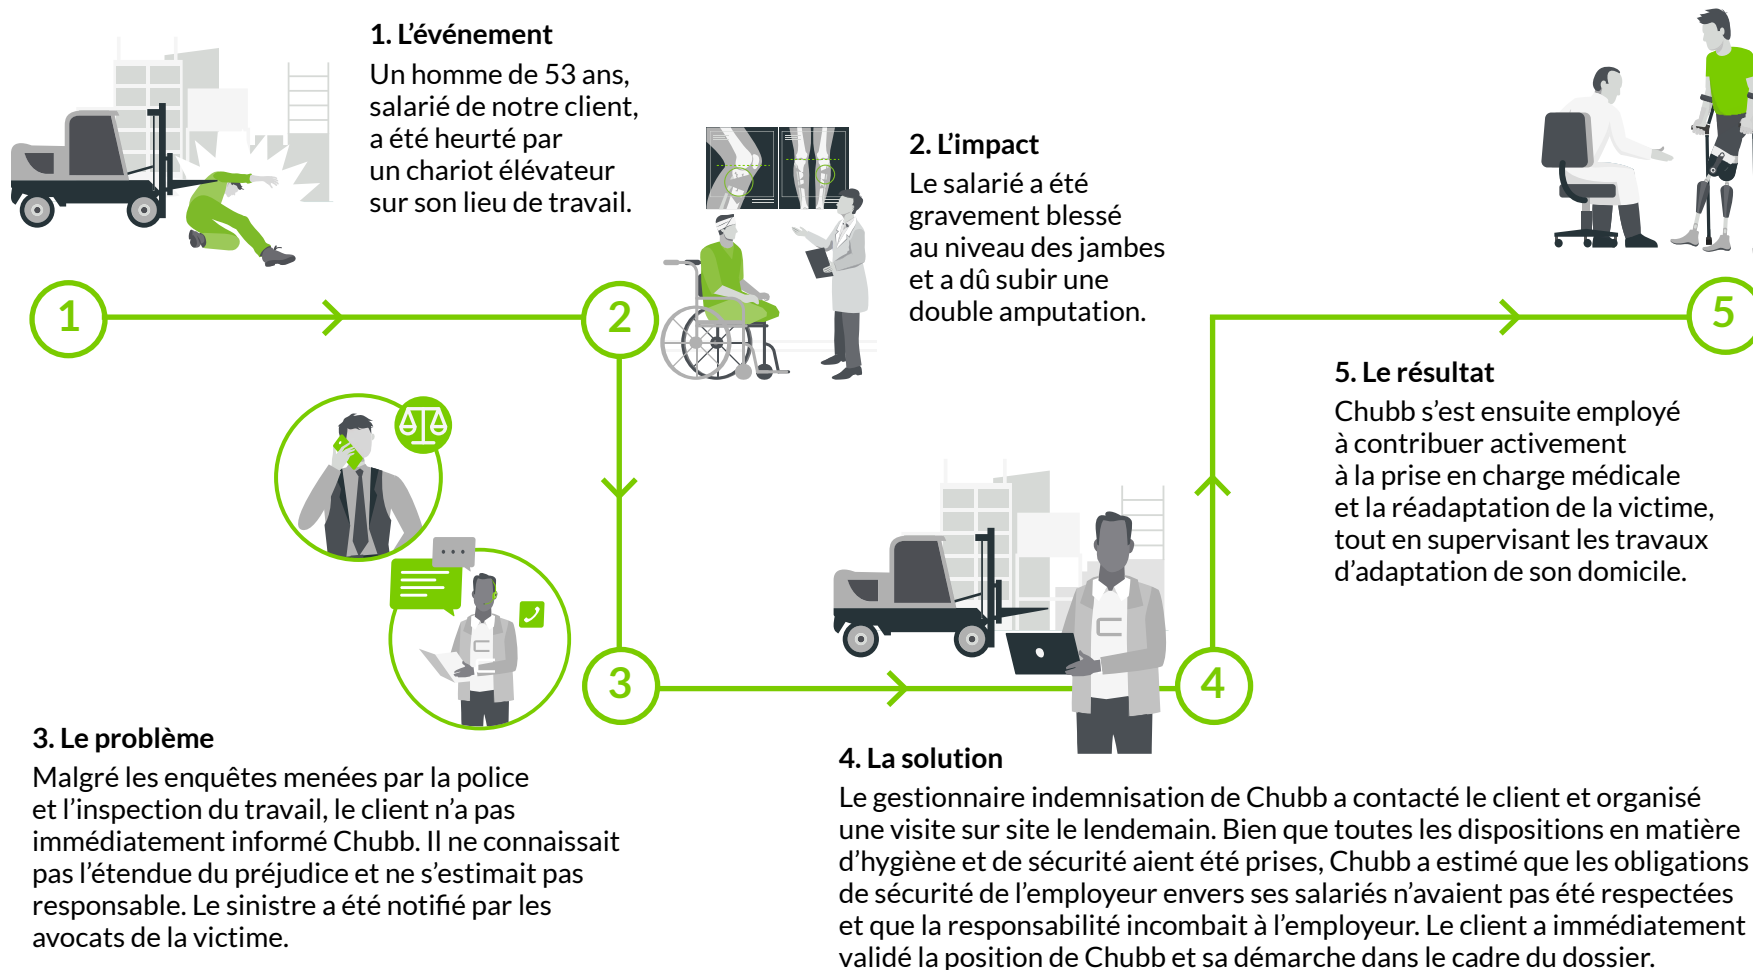 1. L’événement
Un homme de 53 ans,
salarié de notre client,
a été heurté par
un chariot élévateur
sur son lieu de travail.
2. L’impact
Le salarié a été
gravement blessé
au niveau des jambes
et a dû subir une
double amputation.
1
2
5
5. Le résultat
Chubb s’est ensuite employé
à contribuer activement
à la prise en charge médicale
et la réadaptation de la victime,
tout en supervisant les travaux
d’adaptation de son domicile.
3
4
3. Le problème
Malgré les enquêtes menées par la police
et l’inspection du travail, le client n’a pas
immédiatement informé Chubb. Il ne connaissait
pas l’étendue du préjudice et ne s’estimait pas
responsable. Le sinistre a été notifié par les
avocats de la victime.
4. La solution
Le gestionnaire indemnisation de Chubb a contacté le client et organisé
une visite sur site le lendemain. Bien que toutes les dispositions en matière
d’hygiène et de sécurité aient été prises, Chubb a estimé que les obligations
de sécurité de l’employeur envers ses salariés n’avaient pas été respectées
et que la responsabilité incombait à l’employeur. Le client a immédiatement
validé la position de Chubb et sa démarche dans le cadre du dossier.